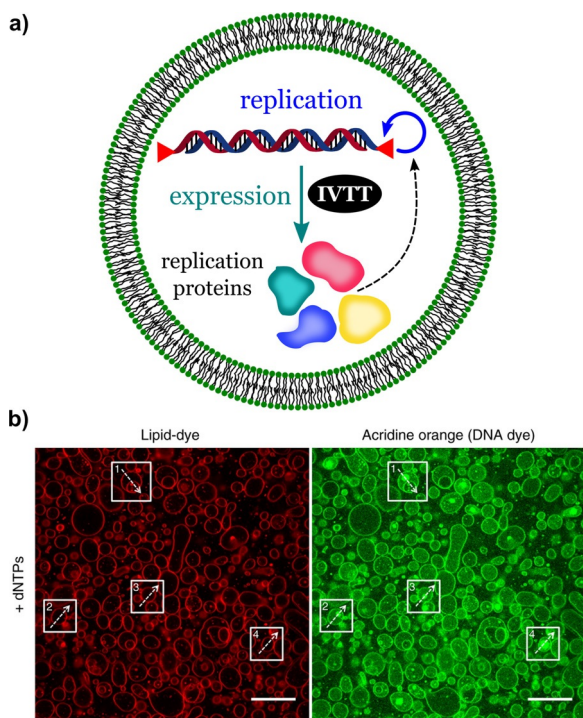 a)
replication
expression
IVTT
replication
proteins
b)
Lipid-dye
Acridine orange (DNA dye)
+ dNTPs
1
2
3
4
1
2
3
4